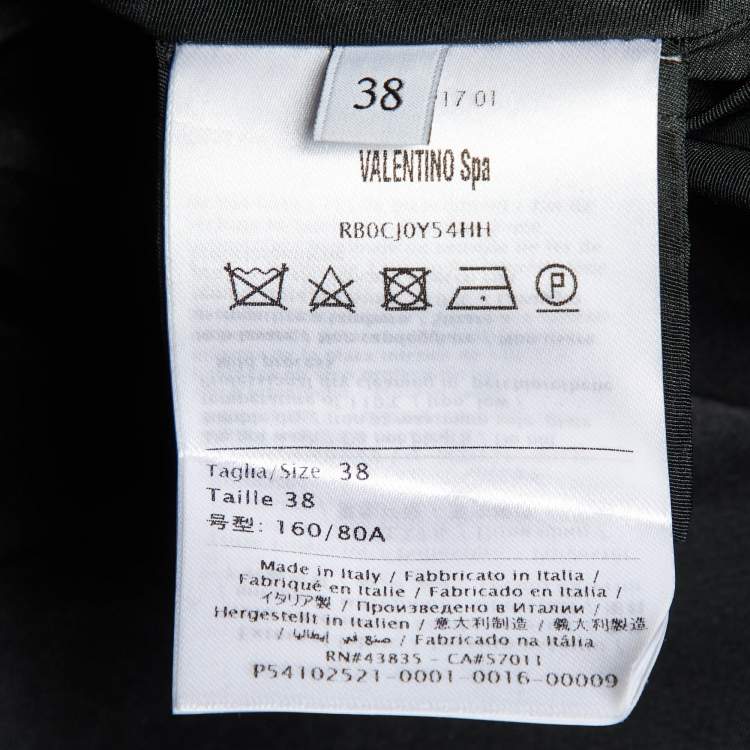 38
17 01
VALENTINO Spa
RB0CJ0Y54HH
P
Taglia/Size 38
Taille 38
号型: 160/80A
Made in Italy / Fabbricato in Italia /
Fabriqué en Italie / Fabricado en Italia /
イタリア製 / Произведено в Италии /
Hergestellt in Italien / 意大利制造 / 義大利製造
صنع في إيطاليا / Fabricado na Itália
RN#43835 - CA#57011
P54102521-0001-0016-00009